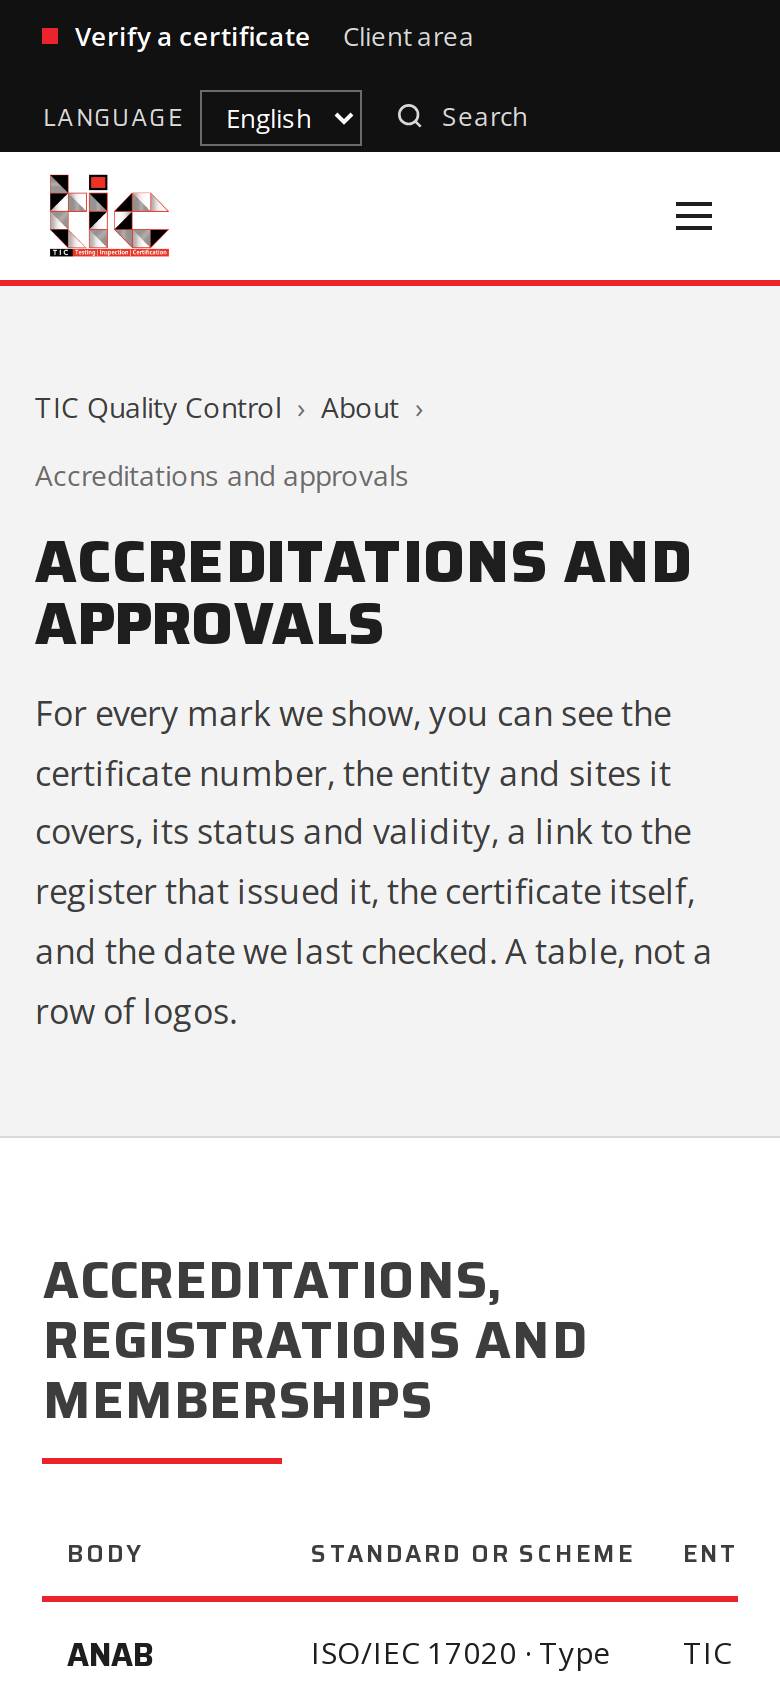 Verify a certificate
Client area
LANGUAGE
English
Search
tic
TIC Testing | Inspection | Certification
TIC Quality Control › About ›
Accreditations and approvals
ACCREDITATIONS AND
APPROVALS
For every mark we show, you can see the
certificate number, the entity and sites it
covers, its status and validity, a link to the
register that issued it, the certificate itself,
and the date we last checked. A table, not a
row of logos.
ACCREDITATIONS,
REGISTRATIONS AND
MEMBERSHIPS
BODY STANDARD OR SCHEME ENT
ANAB ISO/IEC 17020 · Type TIC